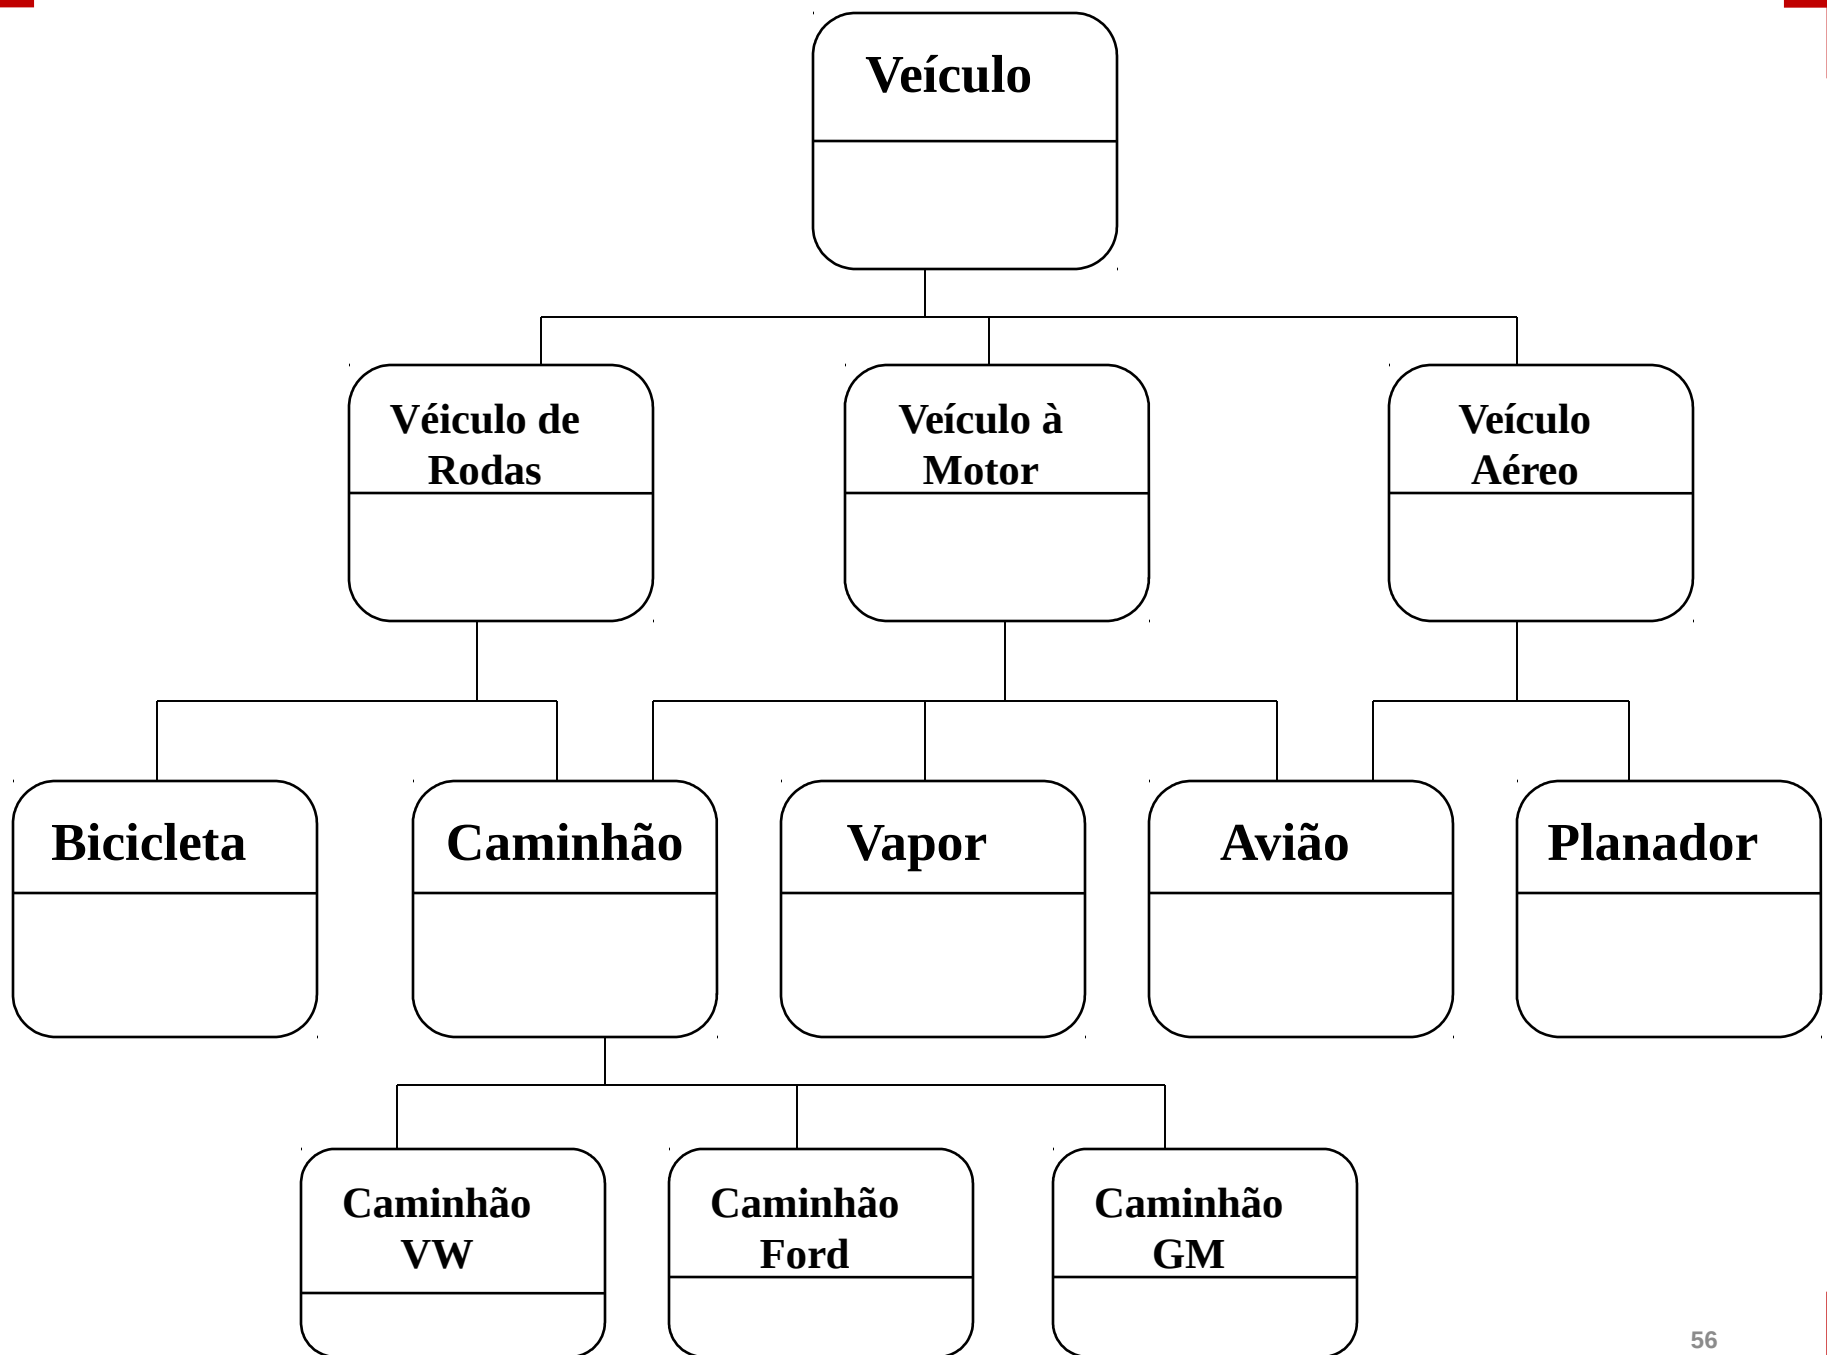 Veículo
Véiculo de
Rodas
Veículo à
Motor
Veículo
Aéreo
Bicicleta
Caminhão
Vapor
Avião
Planador
Caminhão
VW
Caminhão
Ford
Caminhão
GM
56